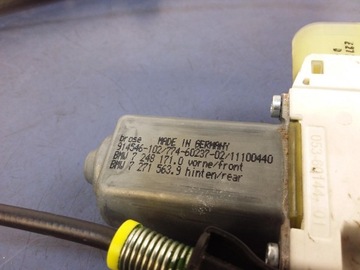 brose MADE IN GERMANY
914546-102/774-60237-02/11100440
BMW 7 248 171.0 vorne/front
BMW 7 271 563.9 hinten/rear